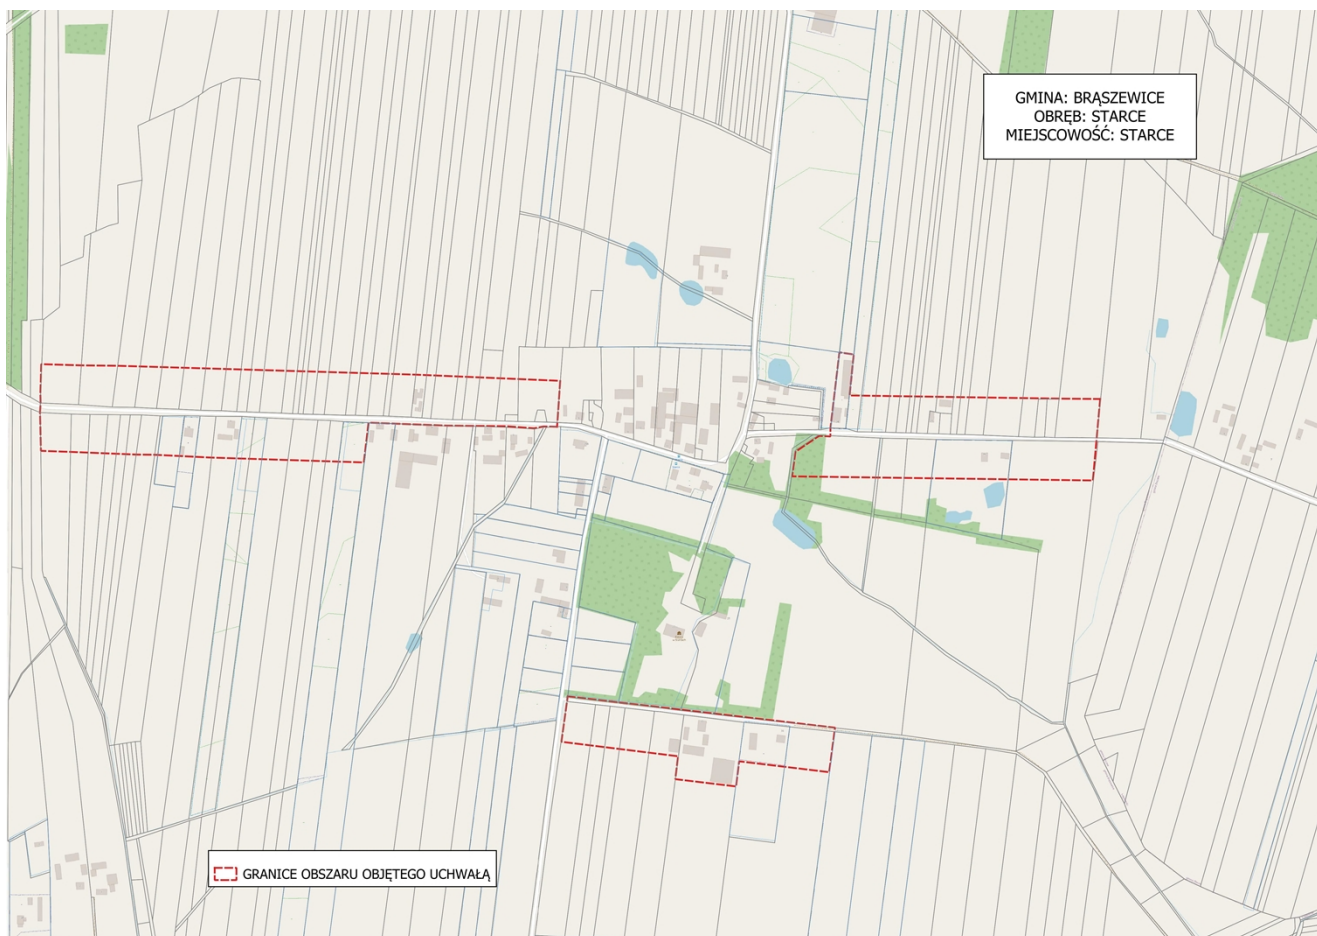 GMINA: BRĄSZEWICE
OBRĘB: STARCE
MIEJSCOWOŚĆ: STARCE
GRANICE OBSZARU OBJĘTEGO UCHWAŁĄ